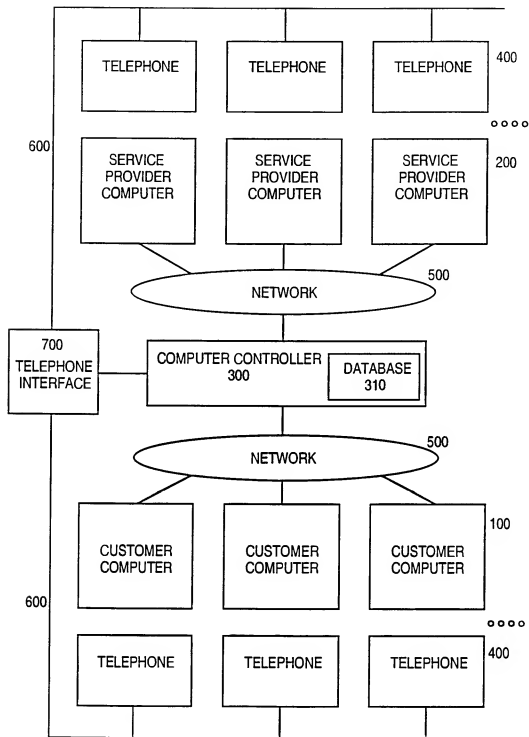 TELEPHONE TELEPHONE TELEPHONE 400
600
SERVICE PROVIDER COMPUTER
SERVICE PROVIDER COMPUTER
SERVICE PROVIDER COMPUTER
200
500
NETWORK
700
TELEPHONE
INTERFACE
COMPUTER CONTROLLER
300
DATABASE
310
500
NETWORK
CUSTOMER
COMPUTER
CUSTOMER
COMPUTER
CUSTOMER
COMPUTER
100
600
TELEPHONE TELEPHONE TELEPHONE 400